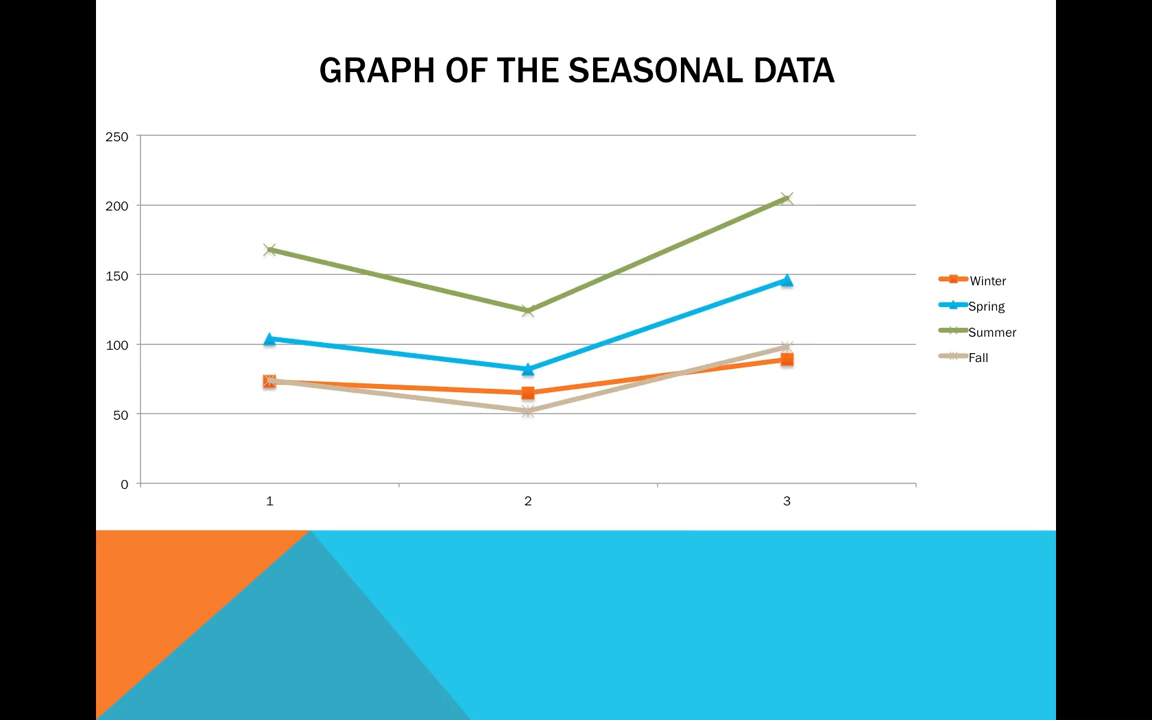 GRAPH OF THE SEASONAL DATA
250
200
150
100
50
0
1 2 3
Winter
Spring
Summer
Fall